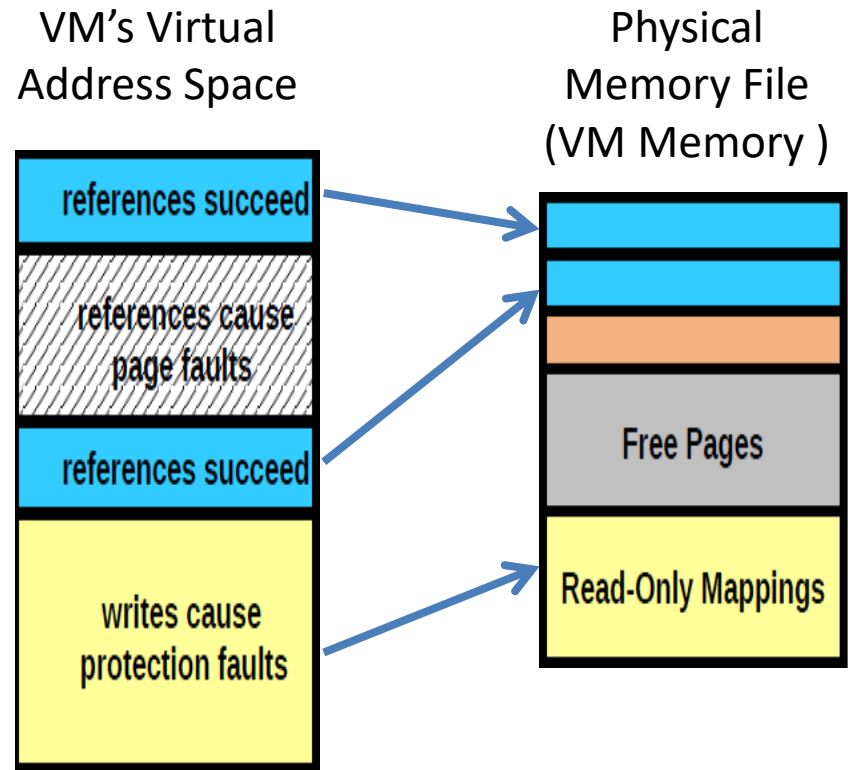 VM’s Virtual
Address Space
references succeed
references cause
page faults
references succeed
writes cause
protection faults
Physical
Memory File
(VM Memory )
Free Pages
Read-Only Mappings